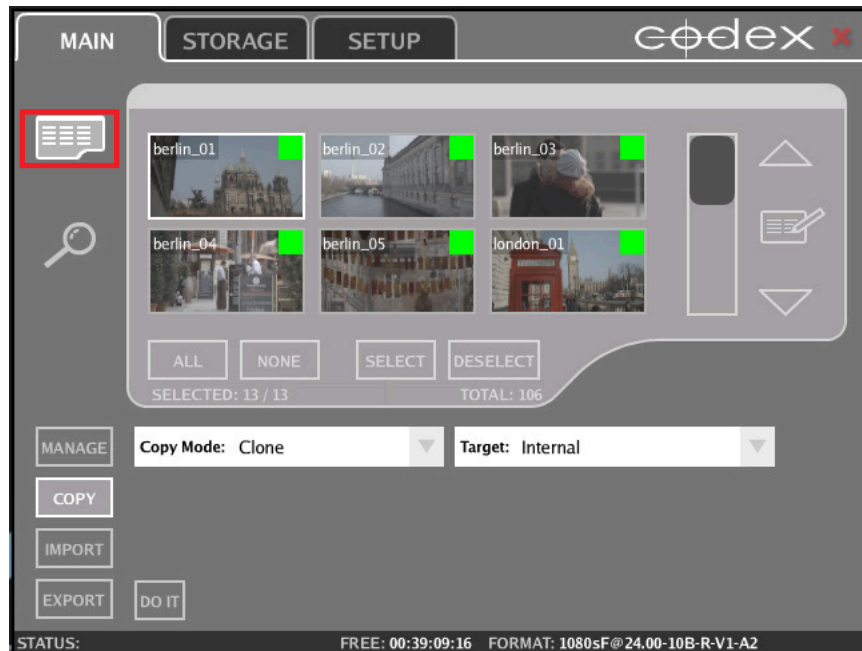 MAIN STORAGE SETUP codex
berlin_01 berlin_02 berlin_03
berlin_04 berlin_05 london_01
ALL NONE SELECT DESELECT
SELECTED: 13 / 13 TOTAL: 106
MANAGE Copy Mode: Clone Target: Internal
COPY
IMPORT
EXPORT DO IT
STATUS: FREE: 00:39:09:16 FORMAT: 1080sF@24.00-10B-R-V1-A2